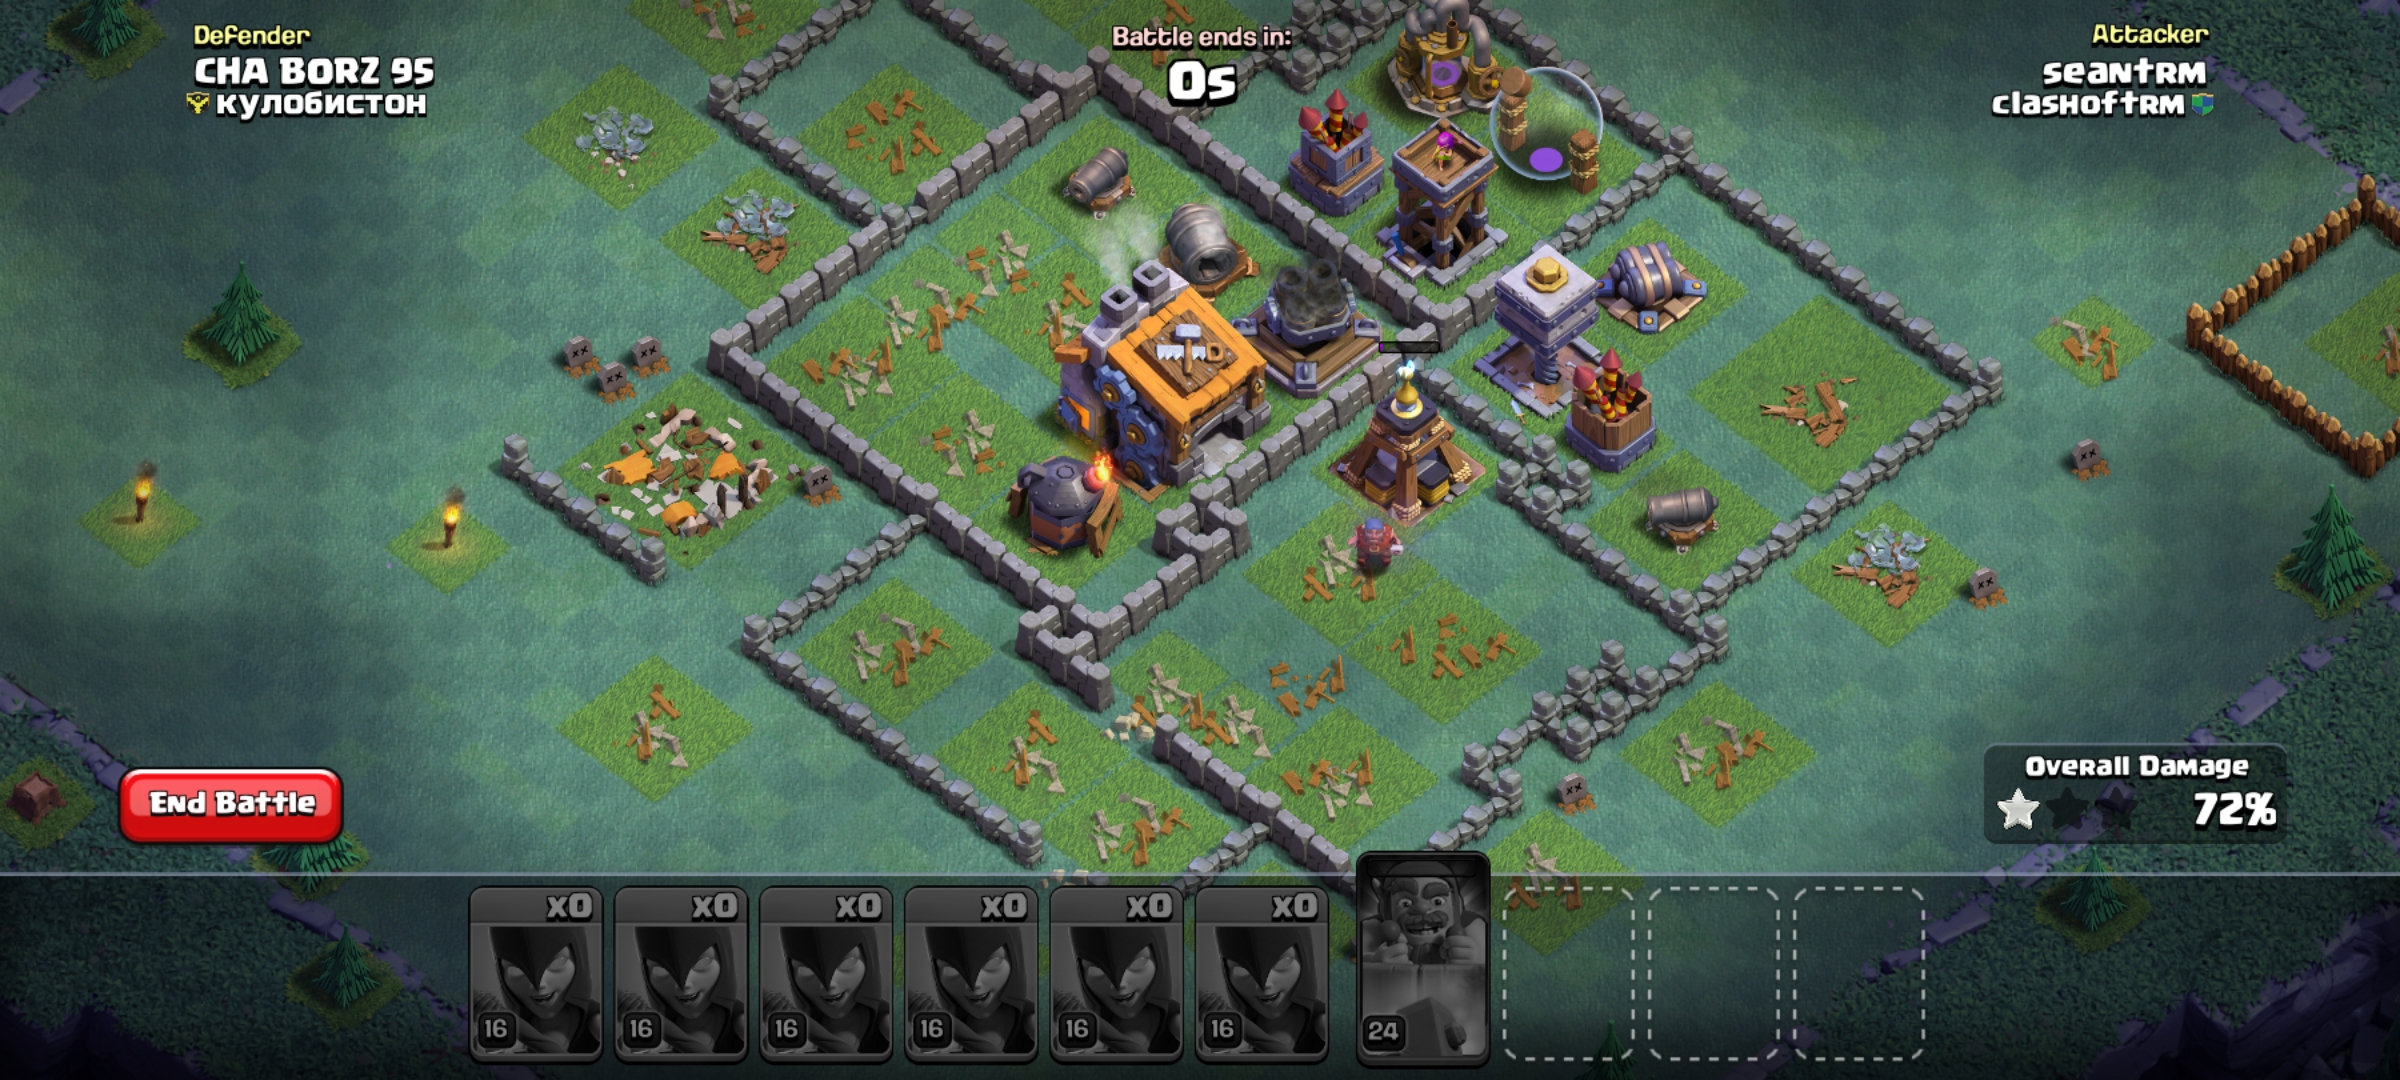 Defender
CHA BORZ 95
кулобистон
Battle ends in:
0s
Attacker
seantRM
clashoftRM
End Battle
Overall Damage
72%
x0
x0
x0
x0
x0
x0
16
16
16
16
16
16
24